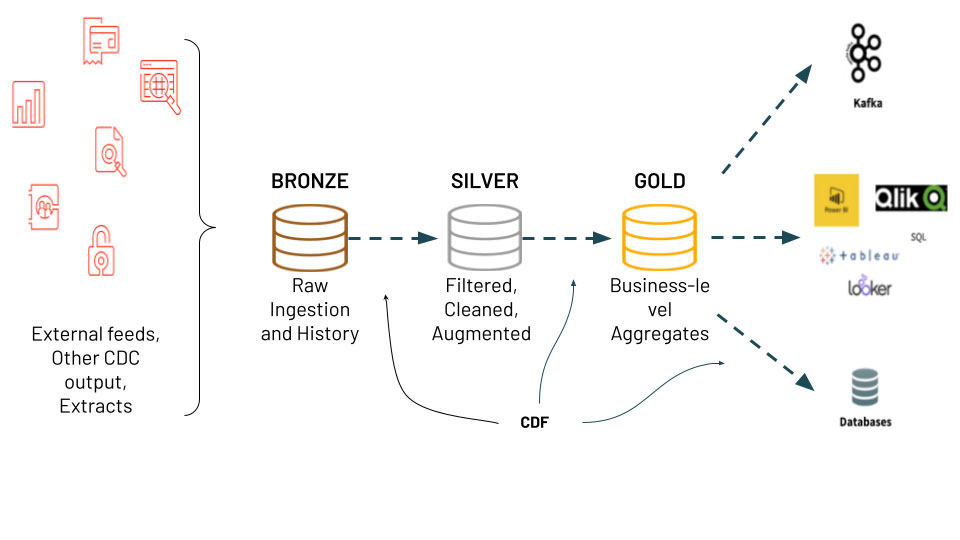 External feeds,
Other CDC
output,
Extracts
BRONZE
Raw
Ingestion
and History
SILVER
Filtered,
Cleaned,
Augmented
GOLD
Business-le
vel
Aggregates
CDF
Kafka
Power BI
Qlik
SQL
+ableau
looker
Databases